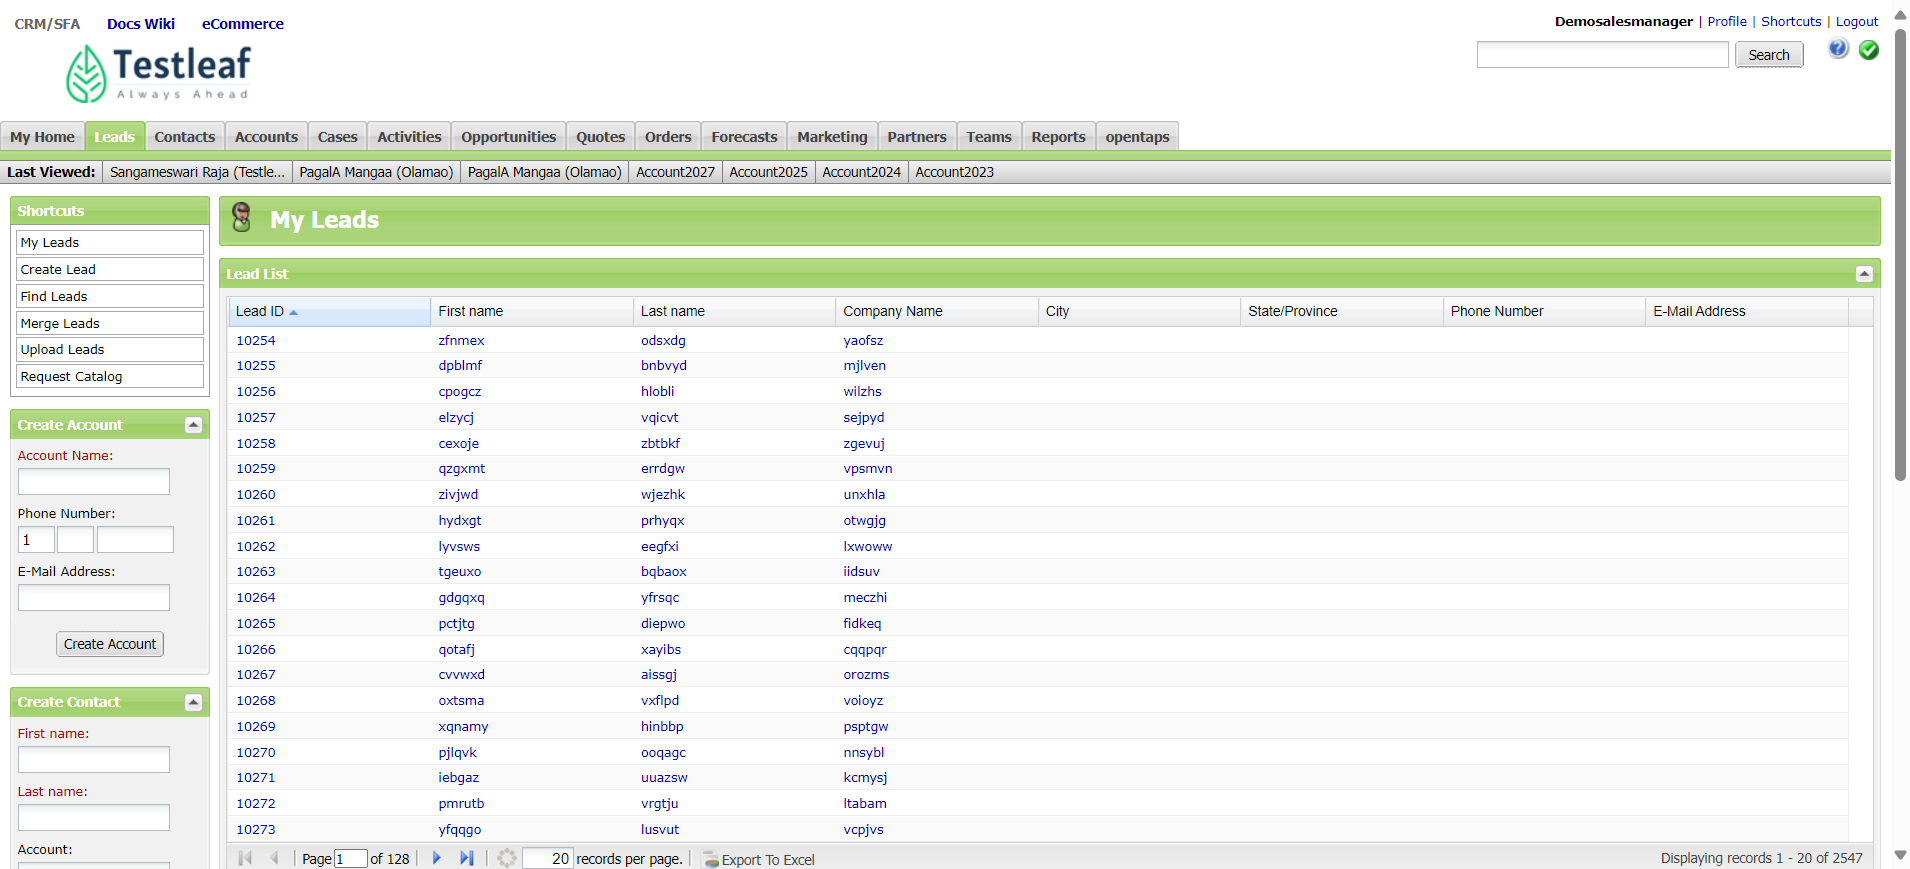 CRM/SFA Docs Wiki eCommerce
Demosalesmanager | Profile | Shortcuts | Logout
Testleaf
Always Ahead
Search
My Home Leads Contacts Accounts Cases Activities Opportunities Quotes Orders Forecasts Marketing Partners Teams Reports opentaps
Last Viewed: Sangameswari Raja (Testle... PagalA Mangaa (Olamao) PagalA Mangaa (Olamao) Account2027 Account2025 Account2024 Account2023
Shortcuts
My Leads
Create Lead
Find Leads
Merge Leads
Upload Leads
Request Catalog
Create Account
Account Name:
Phone Number:
1
E-Mail Address:
Create Account
Create Contact
First name:
Last name:
Account:
My Leads
Lead List
Lead ID First name Last name Company Name City State/Province Phone Number E-Mail Address
10254 zfnmex odsxdg yaofsz
10255 dpblmf bnbvyd mjlven
10256 cpogcz hlobli wilzhs
10257 elzycj vqicvt sejpyd
10258 cexoje zbtbkf zgevuj
10259 qzgxmt errdgw vpsmvn
10260 zivjwd wjezhk unxhla
10261 hydxgt prhyqx otwgjg
10262 lyvsws eegfxi lxwoww
10263 tgeuxo bqbaox iidsuv
10264 gdgqxq yfrsqc meczhi
10265 pctjtg diepwo fidkeq
10266 qotafj xayibs cqqpqr
10267 cvvwxd aissgj orozms
10268 oxtsma vxflpd voioyz
10269 xqnamy hinbbp psptgw
10270 pjlqvk ooqagc nnsybl
10271 iebgaz uuazsw kcmysj
10272 pmrutb vrgtju ltabam
10273 yfqqgo lusvut vcpjvs
Page 1 of 128 20 records per page. Export To Excel Displaying records 1 - 20 of 2547